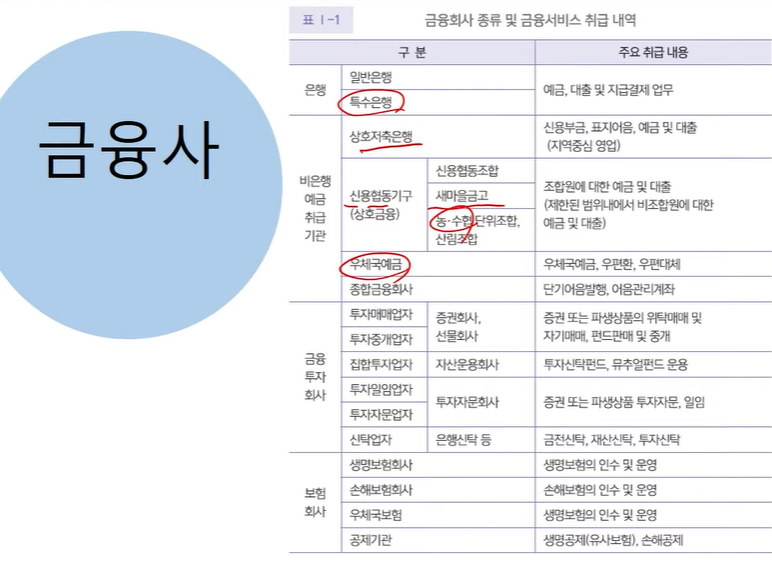 금융사
표 Ⅰ-1 금융회사 종류 및 금융서비스 취급 내역
구 분 주요 취급 내용
은행
일반은행
특수은행
예금, 대출 및 지급결제 업무
비은행
예금
취급
기관
상호저축은행
신용부금, 표지어음, 예금 및 대출
(지역중심 영업)
신용협동기구
(상호금융)
신용협동조합
새마을금고
농·수협 단위조합,
산림조합
조합원에 대한 예금 및 대출
(제한된 범위내에서 비조합원에 대한
예금 및 대출)
우체국예금
우체국예금, 우편환, 우편대체
종합금융회사
단기어음발행, 어음관리계좌
금융
투자
회사
투자매매업자
투자중개업자
증권회사,
선물회사
증권 또는 파생상품의 위탁매매 및
자기매매, 펀드판매 및 중개
집합투자업자
자산운용회사
투자신탁펀드, 뮤추얼펀드 운용
투자일임업자
투자자문업자
투자자문회사
증권 또는 파생상품 투자자문, 일임
신탁업자
은행신탁 등
금전신탁, 재산신탁, 투자신탁
보험
회사
생명보험회사
생명보험의 인수 및 운영
손해보험회사
손해보험의 인수 및 운영
우체국보험
생명보험의 인수 및 운영
공제기관
생명공제(유사보험), 손해공제